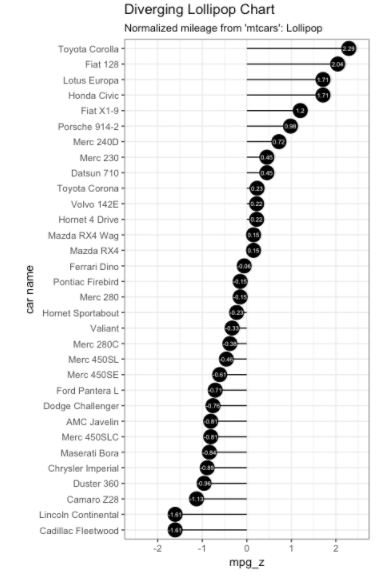 Diverging Lollipop Chart
Normalized mileage from 'mtcars': Lollipop
Toyota Corolla 2.29
Fiat 128 2.04
Lotus Europa 1.71
Honda Civic 1.71
Fiat X1-9 1.2
Porsche 914-2 0.98
Merc 240D 0.72
Merc 230 0.45
Datsun 710 0.45
Toyota Corona 0.23
Volvo 142E 0.22
Hornet 4 Drive 0.22
Mazda RX4 Wag 0.15
Mazda RX4 0.15
Ferrari Dino -0.06
Pontiac Firebird -0.15
Merc 280 -0.15
Hornet Sportabout -0.23
Valiant -0.33
Merc 280C -0.38
Merc 450SL -0.46
Merc 450SE -0.61
Ford Pantera L -0.71
Dodge Challenger -0.76
AMC Javelin -0.81
Merc 450SLC -0.81
Maserati Bora -0.84
Chrysler Imperial -0.89
Duster 360 -0.96
Camaro Z28 -1.13
Lincoln Continental -1.61
Cadillac Fleetwood -1.61
car name
-2 -1 0 1 2
mpg_z